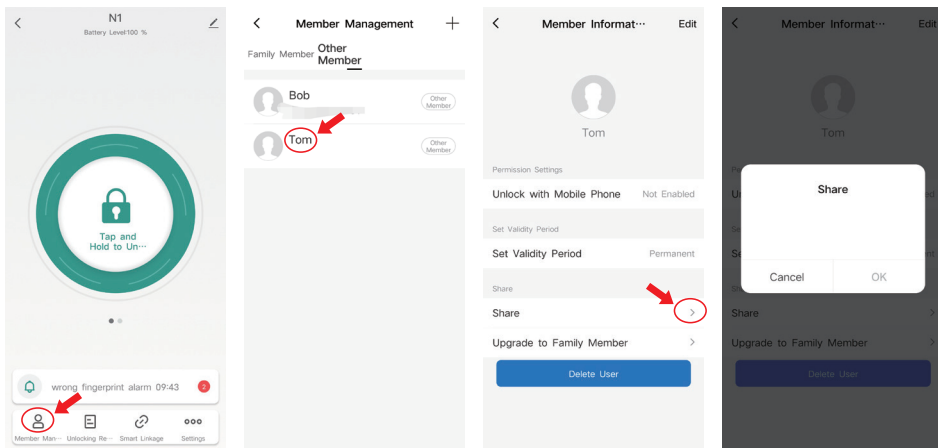 N1
Battery Level100 %
Tap and
Hold to Un···
wrong fingerprint alarm 09:43
2
Member Man···
Unlocking Re···
Smart Linkage
Settings
Member Management
Family Member
Other
Member
Bob
Other
Member
Tom
Other
Member
Member Informat···
Edit
Tom
Permission Settings
Unlock with Mobile Phone
Not Enabled
Set Validity Period
Set Validity Period
Permanent
Share
Share
Upgrade to Family Member
Delete User
Member Informat···
Edit
Tom
Share
Cancel
OK
Share
Upgrade to Family Member
Delete User